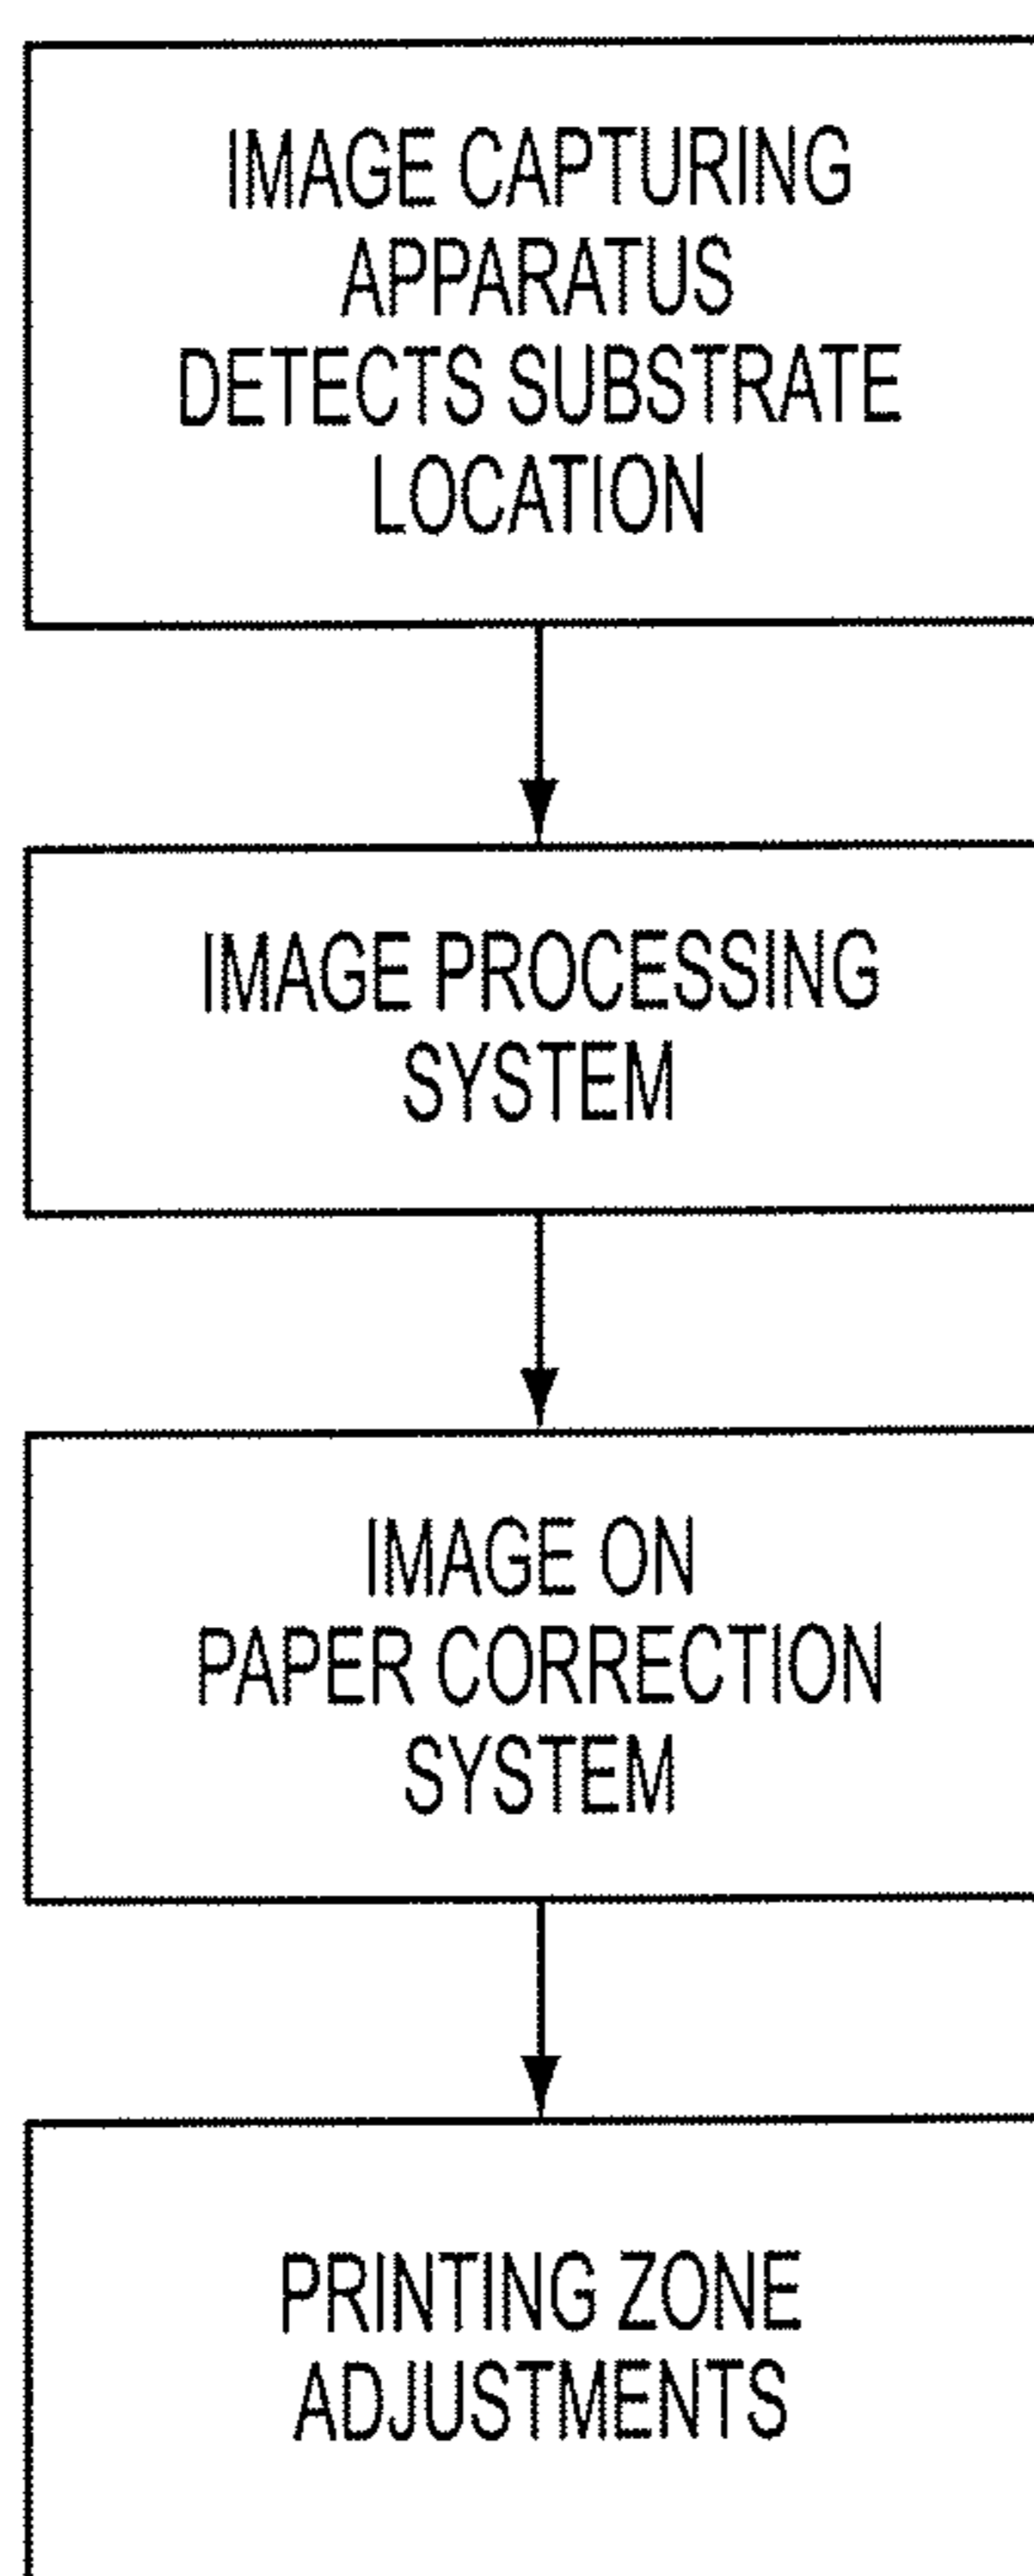 IMAGE CAPTURING
APPARATUS
DETECTS SUBSTRATE
LOCATION
IMAGE PROCESSING
SYSTEM
IMAGE ON
PAPER CORRECTION
SYSTEM
PRINTING ZONE
ADJUSTMENTS